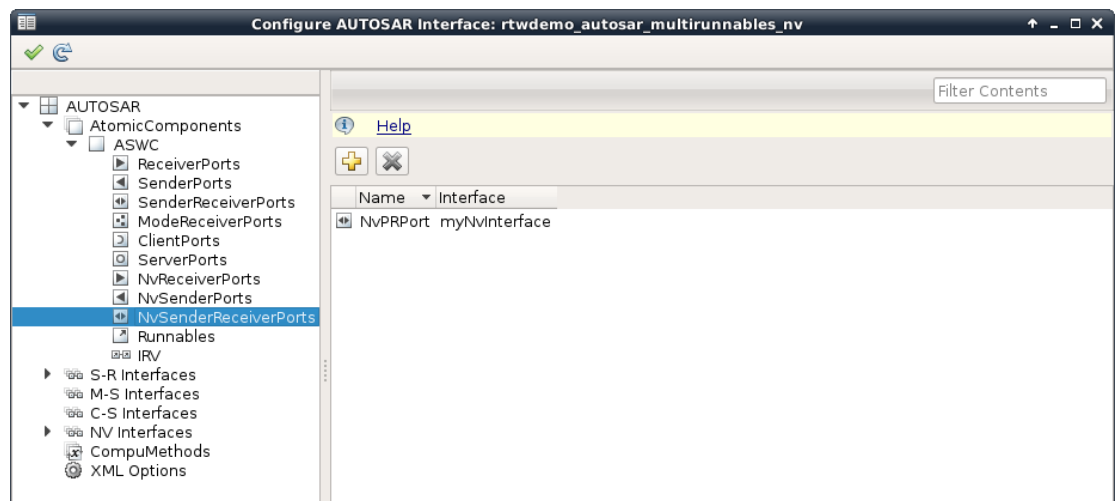 Configure AUTOSAR Interface: rtwdemo_autosar_multirunnables_nv
Filter Contents
AUTOSAR
AtomicComponents
ASWC
ReceiverPorts
SenderPorts
SenderReceiverPorts
ModeReceiverPorts
ClientPorts
ServerPorts
NvReceiverPorts
NvSenderPorts
NvSenderReceiverPorts
Runnables
IRV
S-R Interfaces
M-S Interfaces
C-S Interfaces
NV Interfaces
CompuMethods
XML Options
Help
Name Interface
NvPRPort myNvInterface